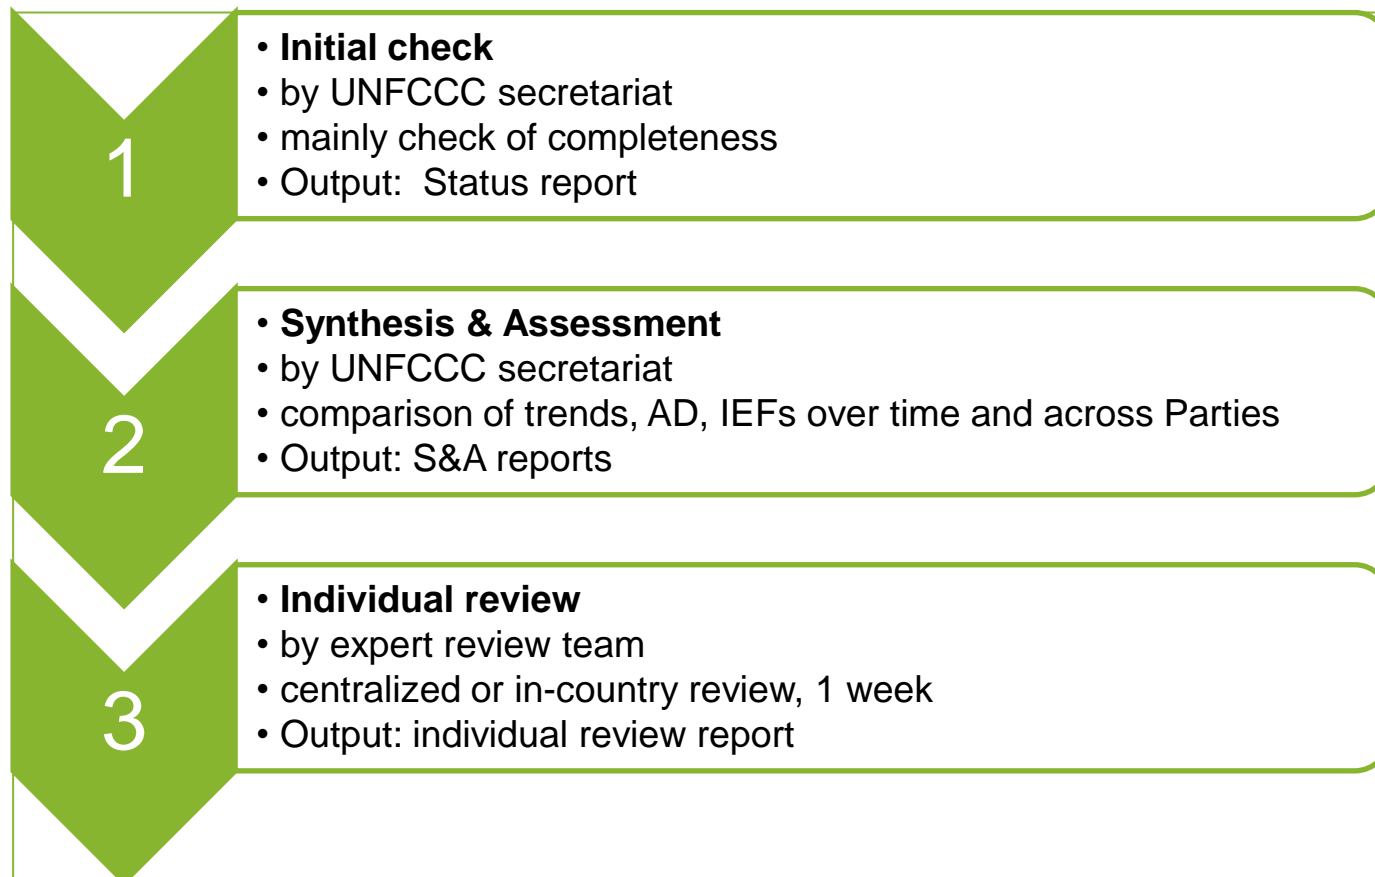 1
• Initial check
• by UNFCCC secretariat
• mainly check of completeness
• Output:  Status report
2
• Synthesis & Assessment
• by UNFCCC secretariat
• comparison of trends, AD, IEFs over time and across Parties
• Output: S&A reports
3
• Individual review
• by expert review team
• centralized or in-country review, 1 week
• Output: individual review report